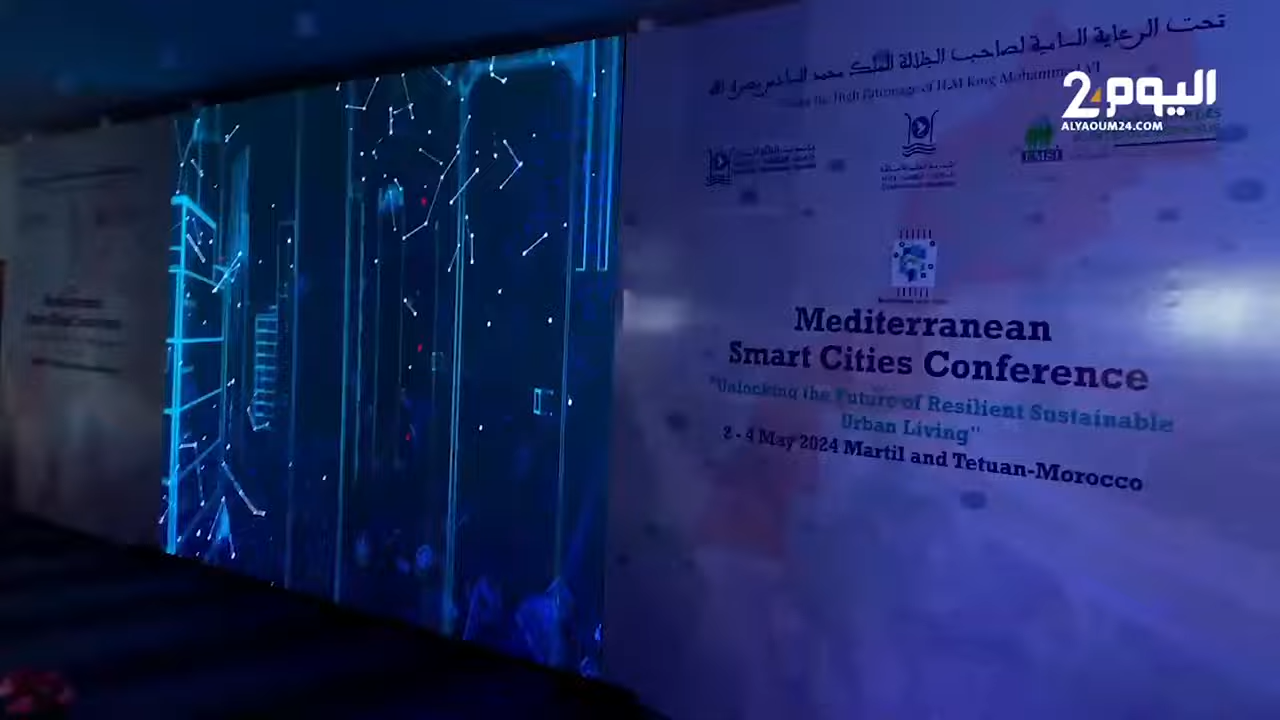 تحت الرعاية السامية لصاحب الجلالة الملك محمد السادس نصره الله
Under the High Patronage of H.M King Mohammed VI
اليوم24
ALYAOUM24.COM
EMSI
Mediterranean
Smart Cities Conference
"Unlocking the Future of Resilient Sustainable
Urban Living"
2 - 4 May 2024 Martil and Tetuan-Morocco